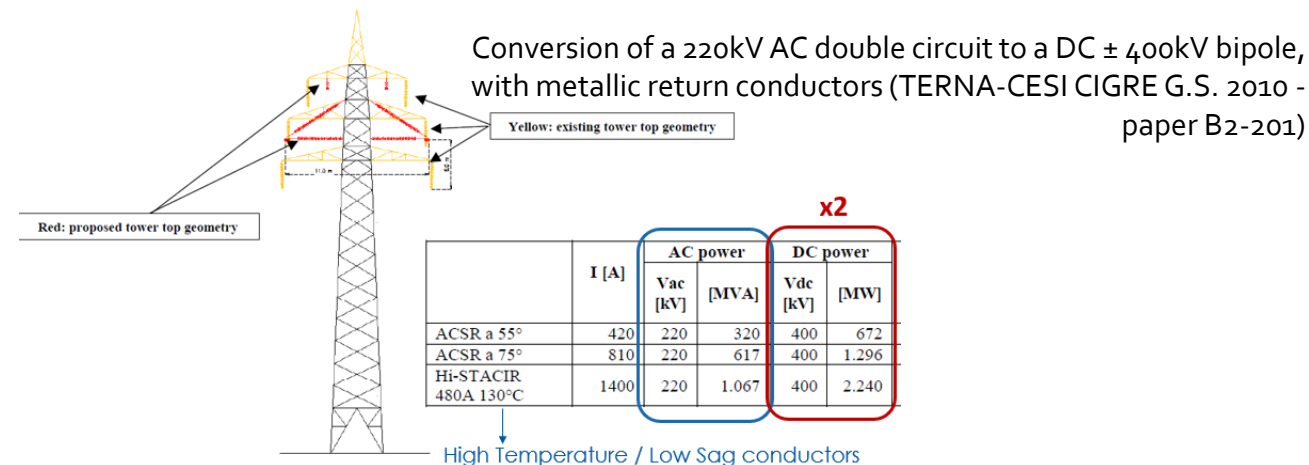 Conversion of a 220kV AC double circuit to a DC ± 400kV bipole,
with metallic return conductors (TERNA-CESI CIGRE G.S. 2010 -
paper B2-201)
Yellow: existing tower top geometry
Red: proposed tower top geometry
x2
I [A]
AC power
DC power
Vac
[kV]
[MVA]
Vdc
[kV]
[MW]
ACSR a 55° 420 220 320 400 672
ACSR a 75° 810 220 617 400 1.296
Hi-STACIR
480A 130°C 1400 220 1.067 400 2.240
High Temperature / Low Sag conductors